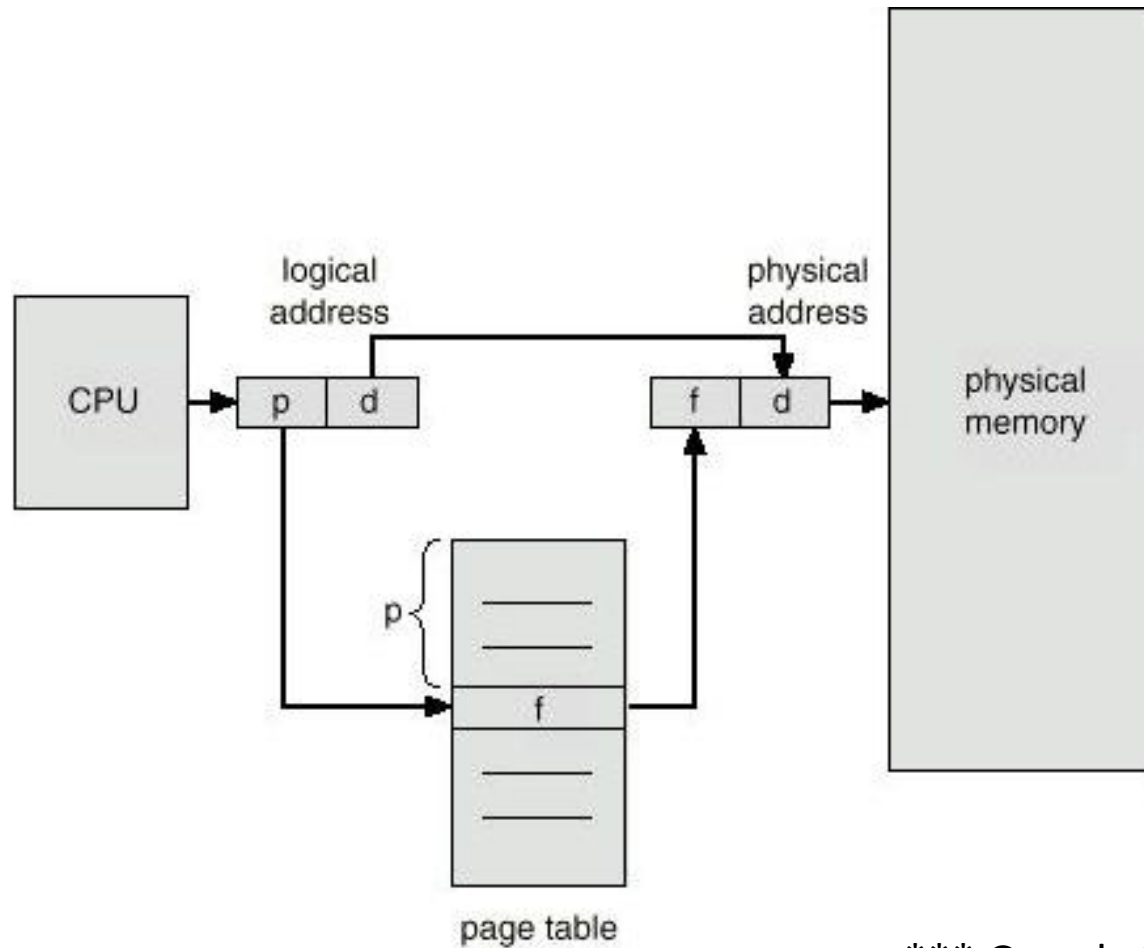 logical
address
physical
address
CPU
p
d
f
d
physical
memory
p
f
page table
***